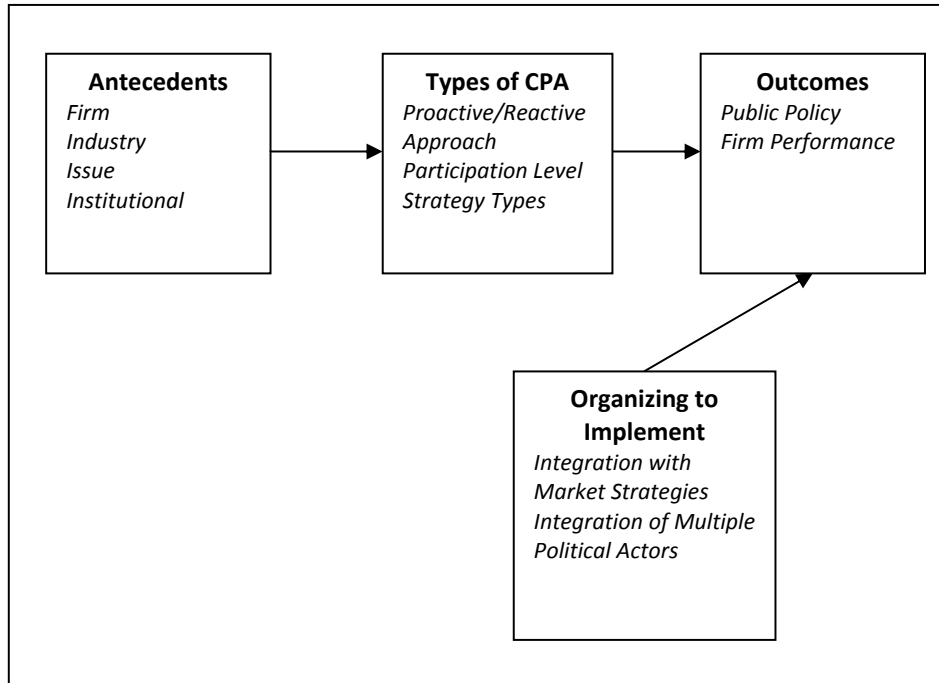 Antecedents
Firm
Industry
Issue
Institutional
Types of CPA
Proactive/Reactive
Approach
Participation Level
Strategy Types
Outcomes
Public Policy
Firm Performance
Organizing to
Implement
Integration with
Market Strategies
Integration of Multiple
Political Actors